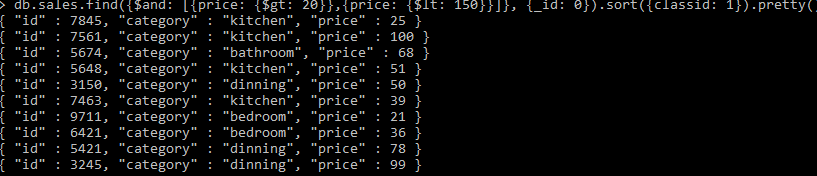 > db.sales.find({$and: [{price: {$gt: 20}},{price: {$lt: 150}}]}, {_id: 0}).sort({classid: 1}).pretty()
{ "id" : 7845, "category" : "kitchen", "price" : 25 }
{ "id" : 7561, "category" : "kitchen", "price" : 100 }
{ "id" : 5674, "category" : "bathroom", "price" : 68 }
{ "id" : 5648, "category" : "kitchen", "price" : 51 }
{ "id" : 3150, "category" : "dinning", "price" : 50 }
{ "id" : 7463, "category" : "kitchen", "price" : 39 }
{ "id" : 9711, "category" : "bedroom", "price" : 21 }
{ "id" : 6421, "category" : "bedroom", "price" : 36 }
{ "id" : 5421, "category" : "dinning", "price" : 78 }
{ "id" : 3245, "category" : "dinning", "price" : 99 }